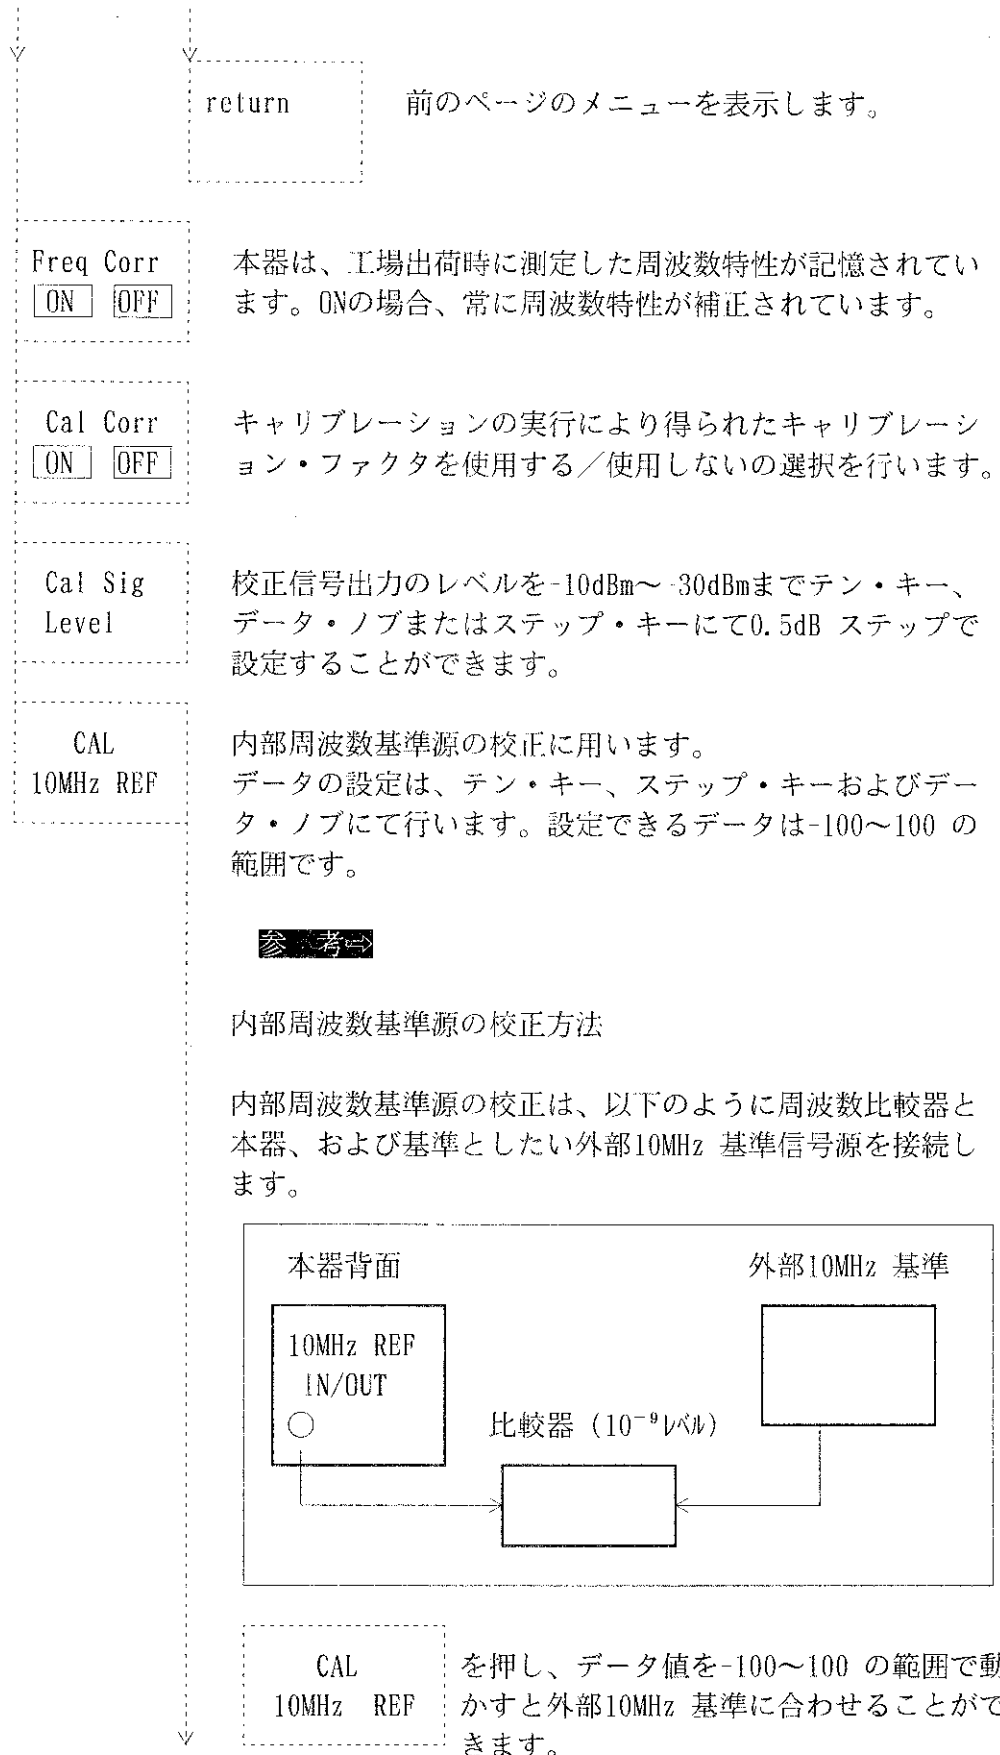 return
前のページのメニューを表示します。
Freq Corr
ON OFF
本器は、工場出荷時に測定した周波数特性が記憶されてい
ます。ONの場合、常に周波数特性が補正されています。
Cal Corr
ON OFF
キャリブレーションの実行により得られたキャリブレーシ
ョン・ファクタを使用する／使用しないの選択を行います。
Cal Sig
Level
校正信号出力のレベルを-10dBm～-30dBmまでテン・キー、
データ・ノブまたはステップ・キーにて0.5dB ステップで
設定することができます。
CAL
10MHz REF
内部周波数基準源の校正に用います。
データの設定は、テン・キー、ステップ・キーおよびデー
タ・ノブにて行います。設定できるデータは-100～100 の
範囲です。
参 考⇨
内部周波数基準源の校正方法
内部周波数基準源の校正は、以下のように周波数比較器と
本器、および基準としたい外部10MHz 基準信号源を接続し
ます。
本器背面
外部10MHz 基準
10MHz REF
IN/OUT
比較器（10⁻⁹ﾚﾍﾞﾙ）
CAL
10MHz REF
を押し、データ値を-100～100 の範囲で動
かすと外部10MHz 基準に合わせることがで
きます。